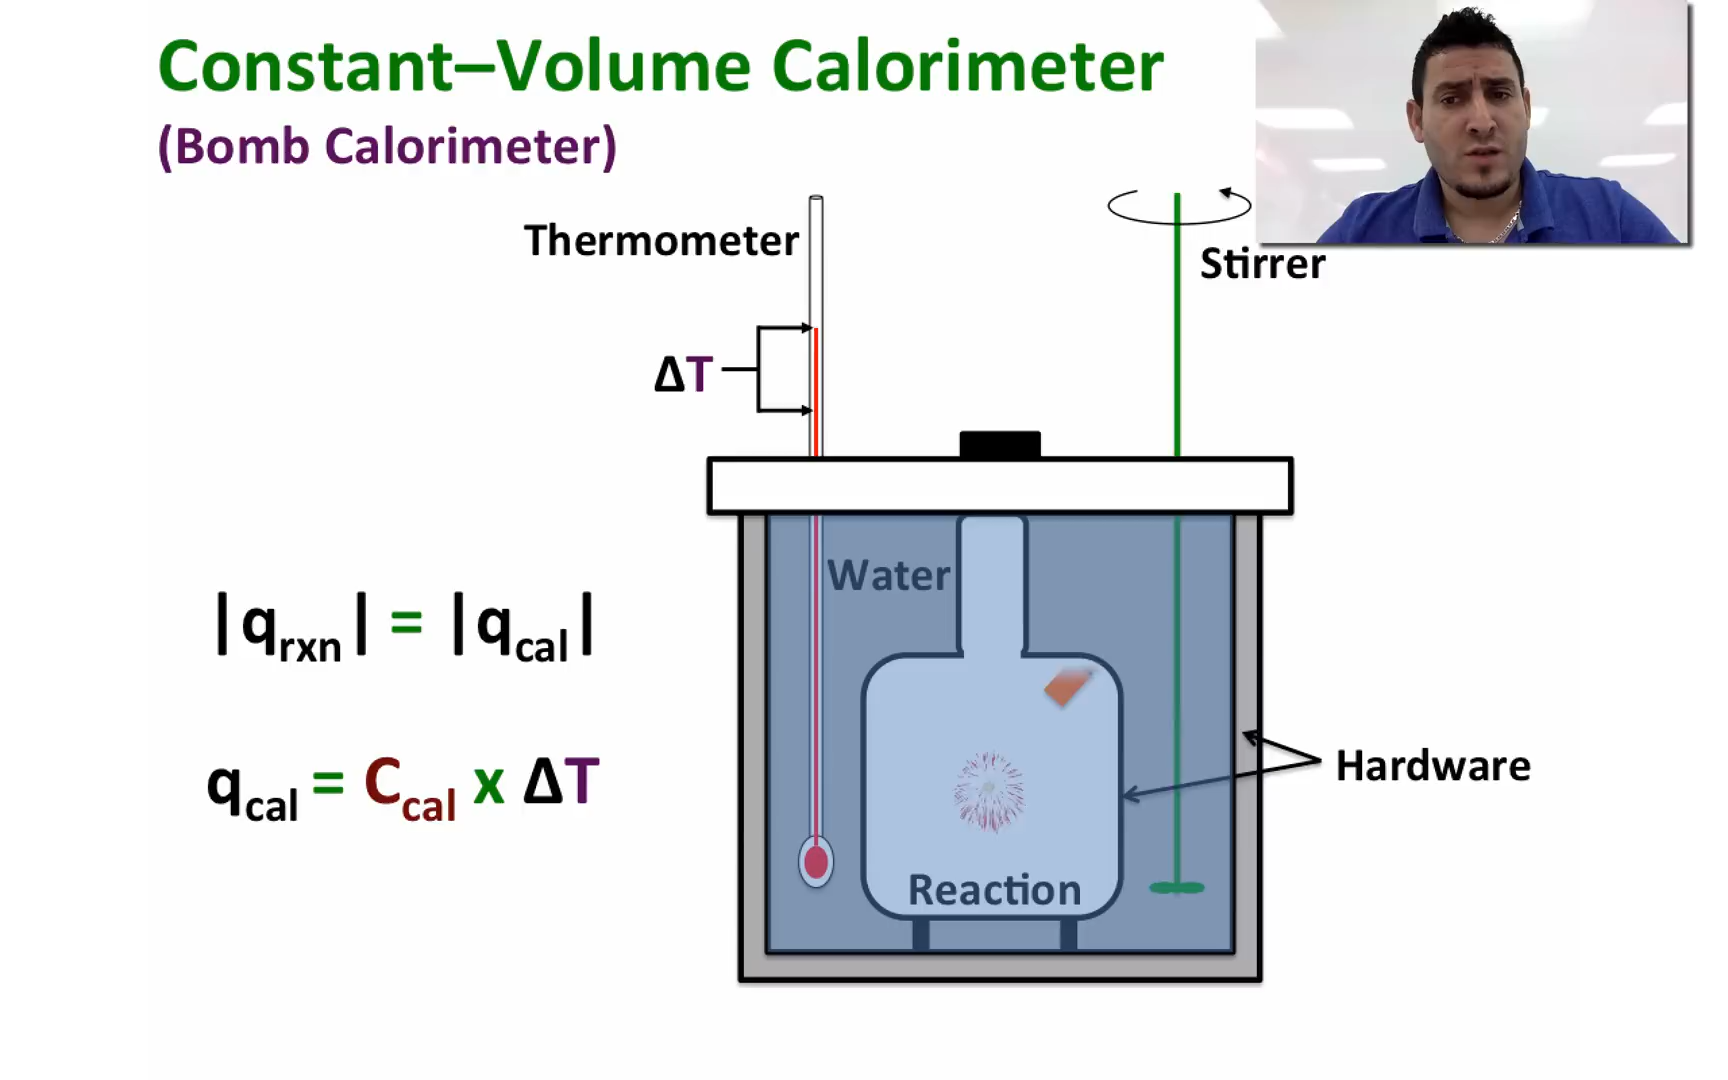 Constant–Volume Calorimeter
(Bomb Calorimeter)
Thermometer
Stirrer
ΔT
Water
|qrxn| = |qcal|
Hardware
qcal = Ccal x ΔT
Reaction